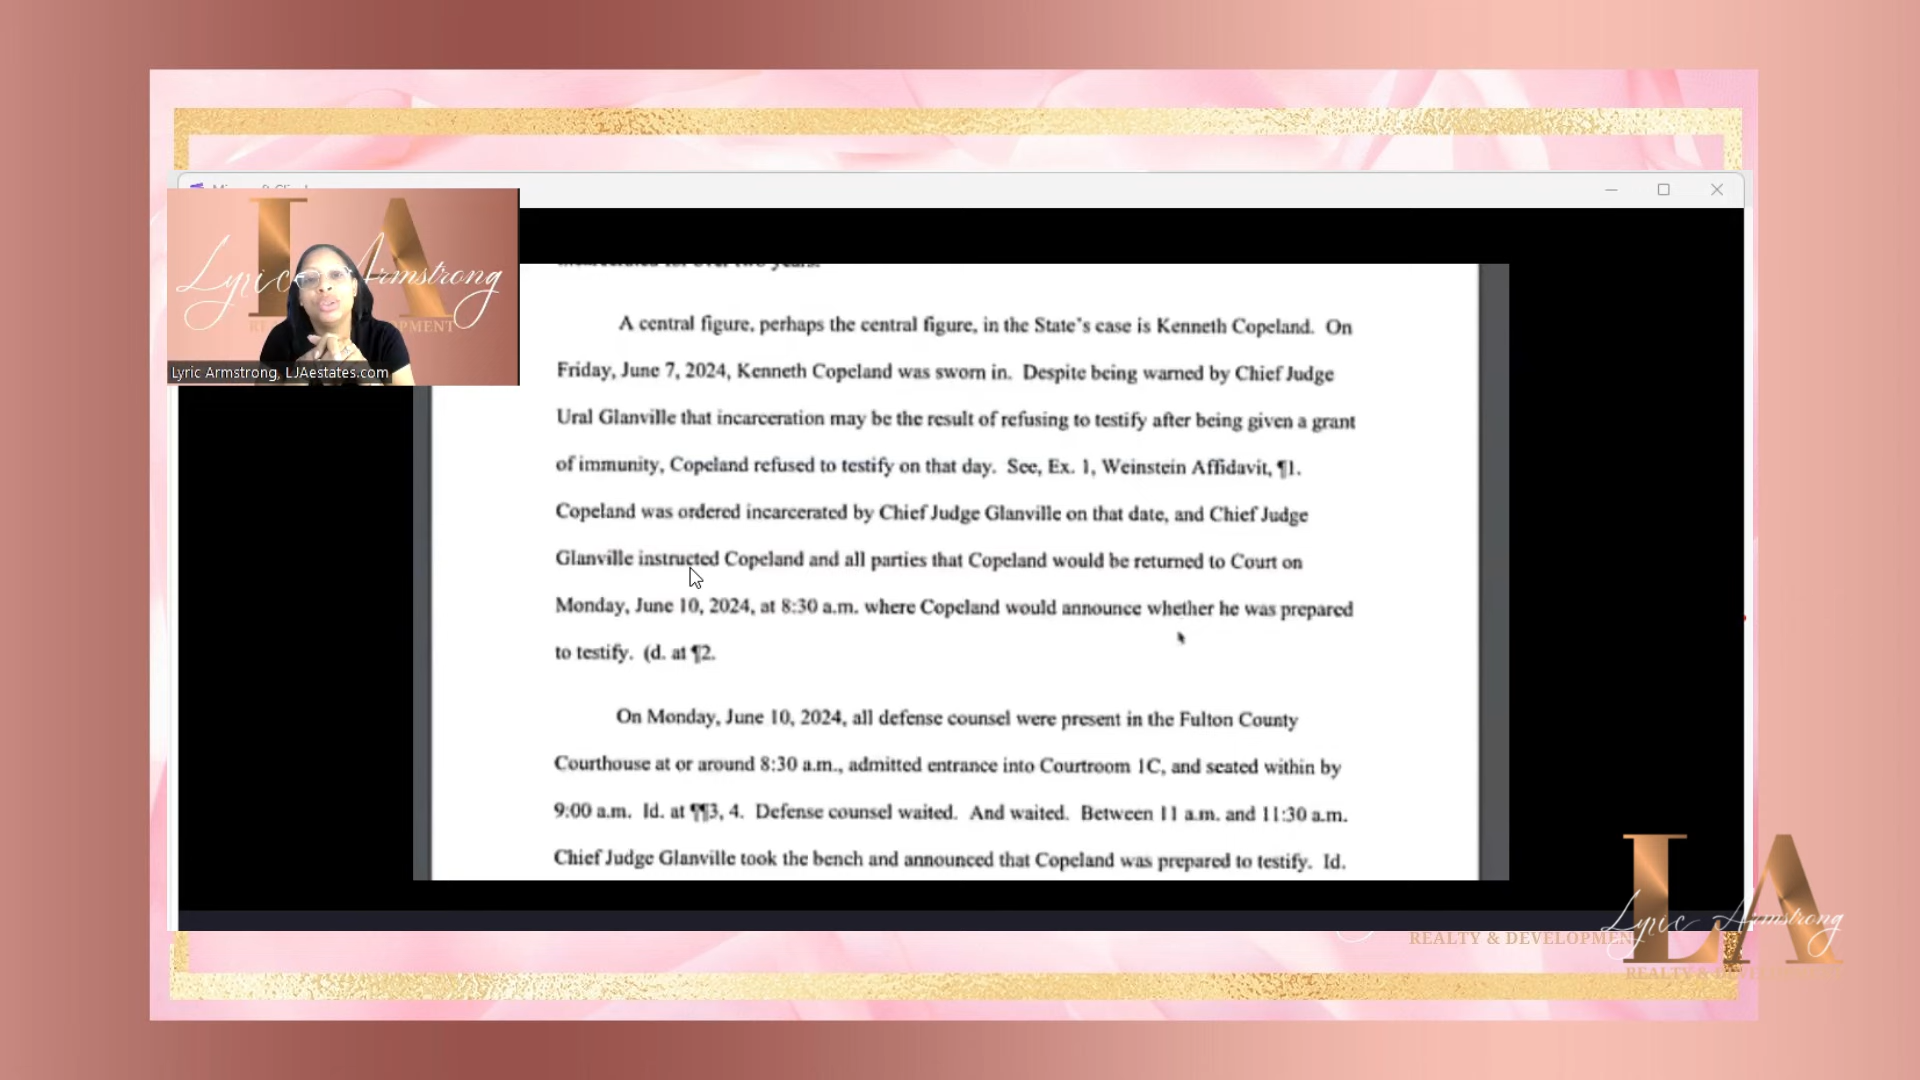 LA
Lyric Armstrong
Lyric Armstrong, LJAestates.com
A central figure, perhaps the central figure, in the State's case is Kenneth Copeland. On
Friday, June 7, 2024, Kenneth Copeland was sworn in. Despite being warned by Chief Judge
Ural Glanville that incarceration may be the result of refusing to testify after being given a grant
of immunity, Copeland refused to testify on that day. See, Ex. 1, Weinstein Affidavit, ¶1.
Copeland was ordered incarcerated by Chief Judge Glanville on that date, and Chief Judge
Glanville instructed Copeland and all parties that Copeland would be returned to Court on
Monday, June 10, 2024, at 8:30 a.m. where Copeland would announce whether he was prepared
to testify. (d. at ¶2.
On Monday, June 10, 2024, all defense counsel were present in the Fulton County
Courthouse at or around 8:30 a.m., admitted entrance into Courtroom 1C, and seated within by
9:00 a.m. Id. at ¶¶3, 4. Defense counsel waited. And waited. Between 11 a.m. and 11:30 a.m.
Chief Judge Glanville took the bench and announced that Copeland was prepared to testify. Id.
LA
Lyric Armstrong
REALTY & DEVELOPMENT